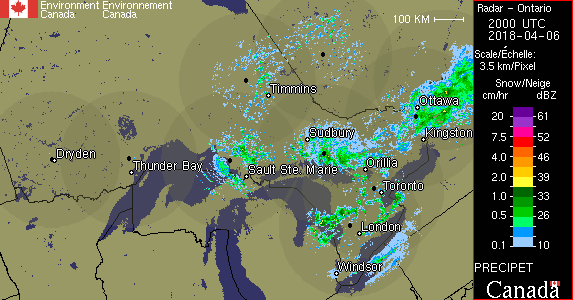 Environment Environnement
Canada Canada
100 KM
Timmins
Ottawa
Sudbury
Kingston
Dryden
Thunder Bay
Orillia
Sault Ste. Marie
Toronto
London
Windsor
Radar - Ontario
2000 UTC
2018-04-06
Scale/Échelle:
3.5 km/Pixel
Snow/Neige
cm/hr dBZ
20 61
7.5 52
4.0 46
2.0 39
1.0 33
0.5 26
0.1 10
PRECIPET
Canada